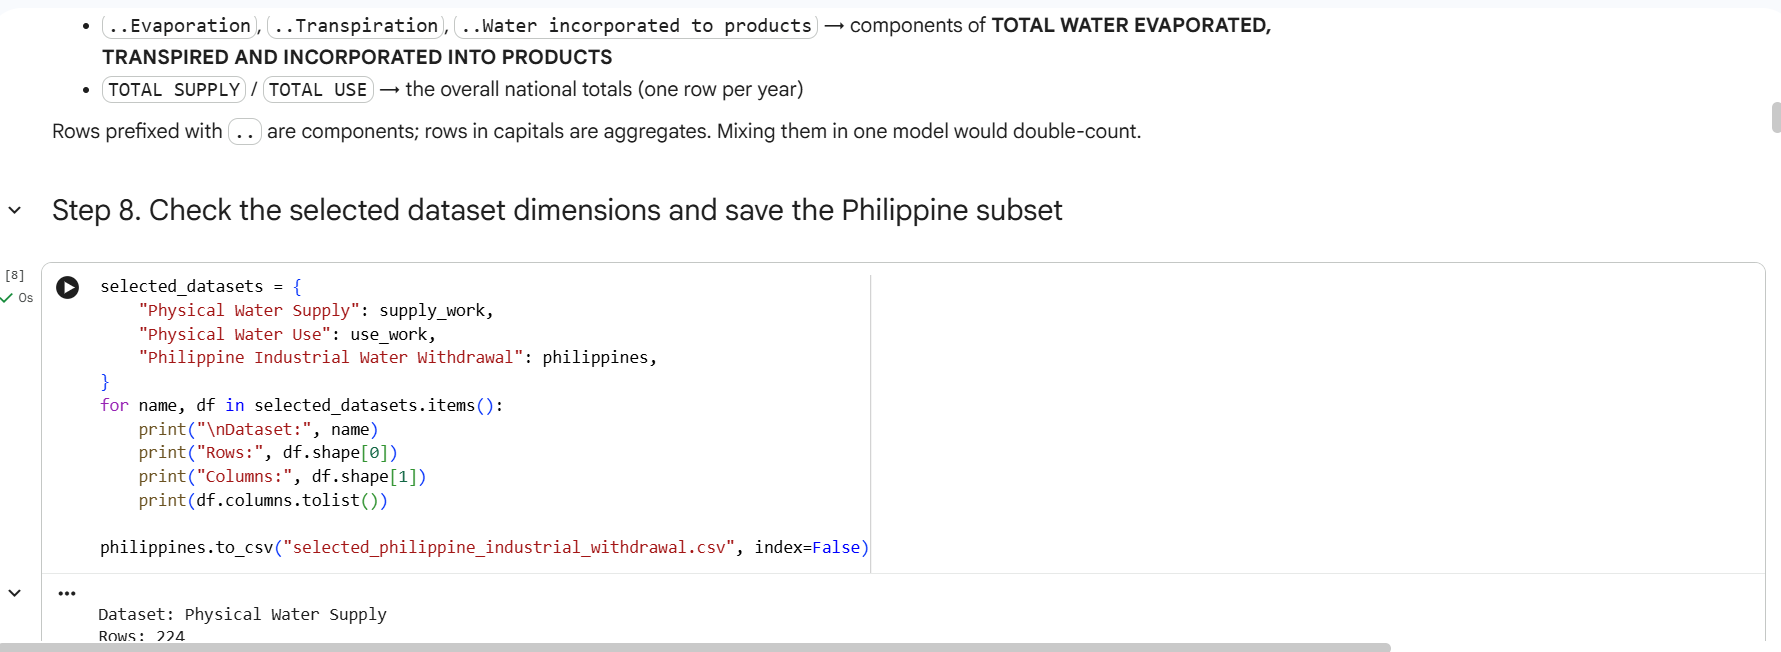 • ..Evaporation, ..Transpiration, ..Water incorporated to products → components of TOTAL WATER EVAPORATED,
TRANSPIRED AND INCORPORATED INTO PRODUCTS
• TOTAL SUPPLY / TOTAL USE → the overall national totals (one row per year)
Rows prefixed with .. are components; rows in capitals are aggregates. Mixing them in one model would double-count.
Step 8. Check the selected dataset dimensions and save the Philippine subset
[8]
0s
selected_datasets = {
    "Physical Water Supply": supply_work,
    "Physical Water Use": use_work,
    "Philippine Industrial Water Withdrawal": philippines,
}
for name, df in selected_datasets.items():
    print("\nDataset:", name)
    print("Rows:", df.shape[0])
    print("Columns:", df.shape[1])
    print(df.columns.tolist())
philippines.to_csv("selected_philippine_industrial_withdrawal.csv", index=False)
Dataset: Physical Water Supply
Rows: 224